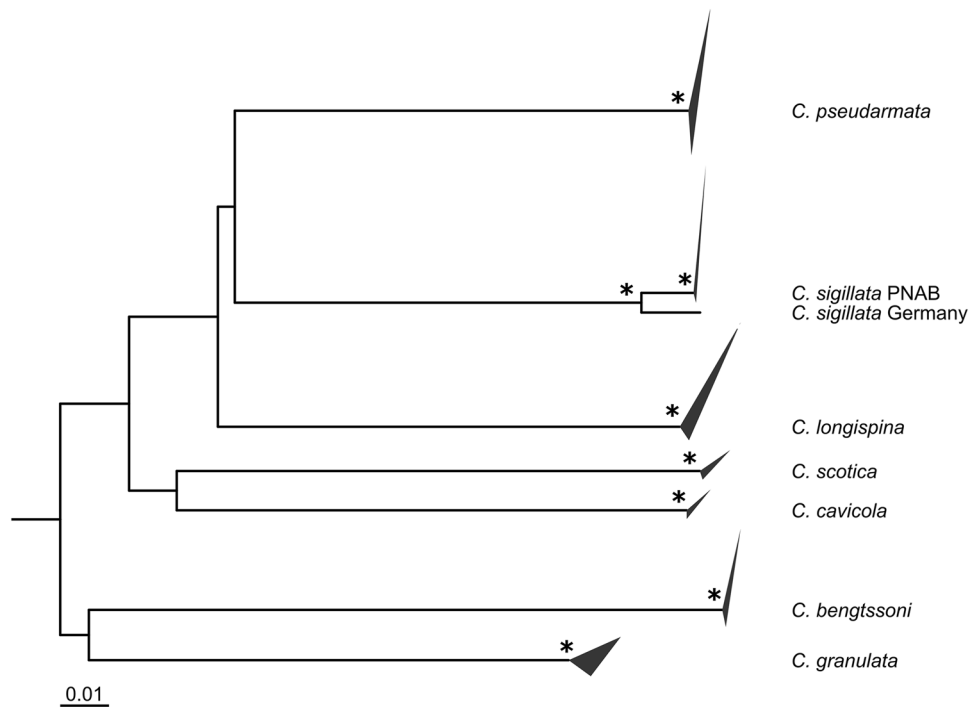 *
C. pseudarmata
*
*
C. sigillata PNAB
C. sigillata Germany
*
C. longispina
*
C. scotica
*
C. cavicola
*
C. bengtssoni
*
C. granulata
0.01